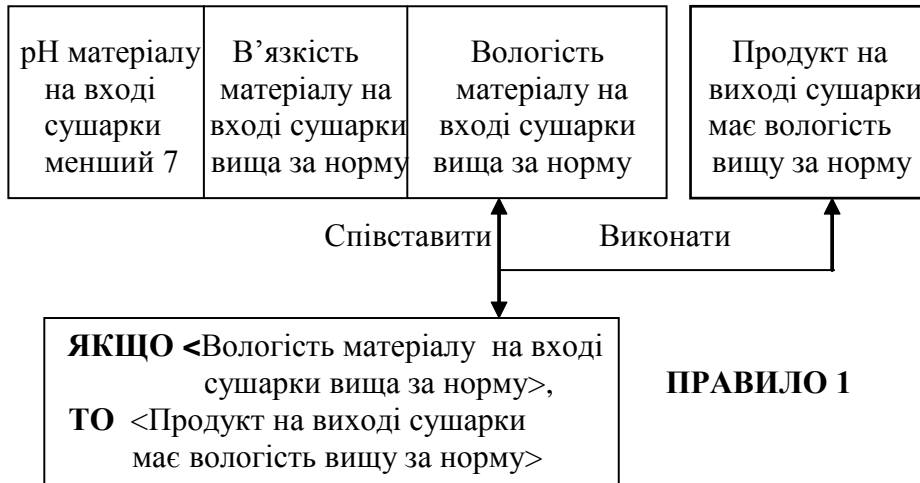 рН матеріалу
на вході
сушарки
менший 7
В’язкість
матеріалу на
вході сушарки
вища за норму
Вологість
матеріалу на
вході сушарки
вища за норму
Продукт на
виході сушарки
має вологість
вищу за норму
Співставити
Виконати
ЯКЩО <Вологість матеріалу на вході
сушарки вища за норму>,
ТО <Продукт на виході сушарки
має вологість вищу за норму>
ПРАВИЛО 1